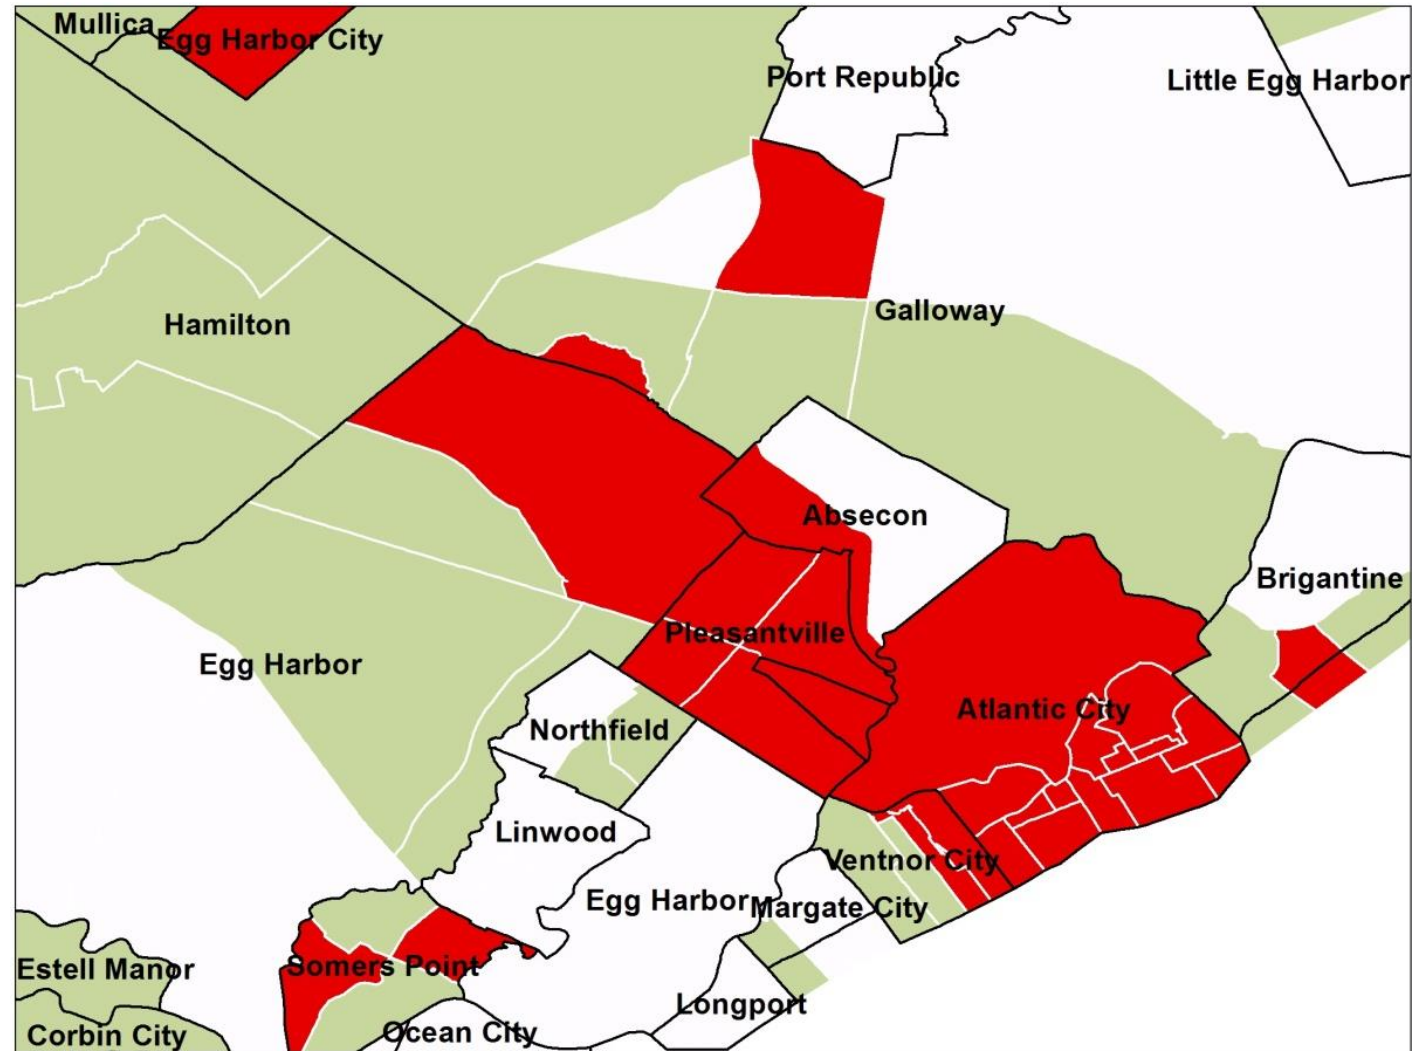 Mullica
Egg Harbor City
Port Republic
Little Egg Harbor
Galloway
Hamilton
Absecon
Brigantine
Pleasantville
Egg Harbor
Atlantic City
Northfield
Linwood
Ventnor City
Egg Harbor
Margate City
Somers Point
Estell Manor
Longport
Ocean City
Corbin City